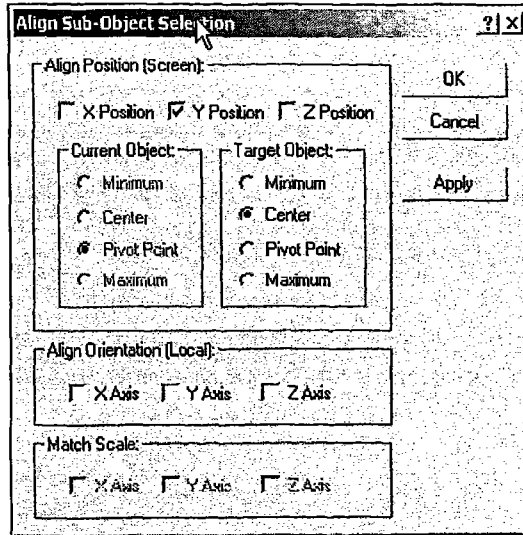 Align Sub-Object Selection ? X
Align Position (Screen):
X Position Y Position Z Position
Current Object:
Minimum
Center
Pivot Point
Maximum
Target Object:
Minimum
Center
Pivot Point
Maximum
Align Orientation (Local):
X Axis Y Axis Z Axis
Match Scale:
X Axis Y Axis Z Axis
OK
Cancel
Apply